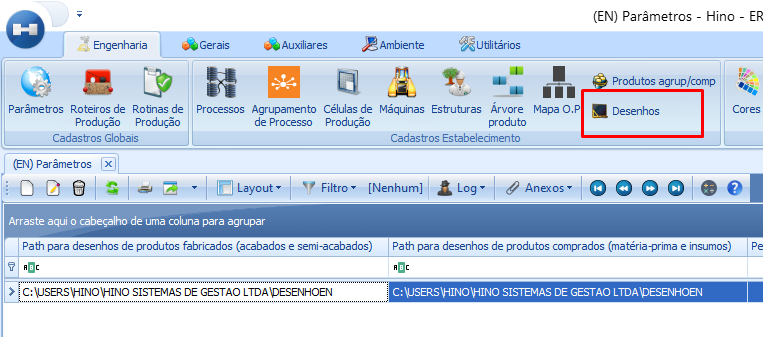 (EN) Parâmetros - Hino - ER
Engenharia Gerais Auxiliares Ambiente Utilitários
Parâmetros Roteiros de Produção Rotinas de Produção Processos Agrupamento de Processo Células de Produção Máquinas Estruturas Árvore produto Mapa O.P Produtos agrup/comp Cores
Desenhos
Cadastros Globais Cadastros Estabelecimento
(EN) Parâmetros
Layout Filtro [Nenhum] Log Anexos
Arraste aqui o cabeçalho de uma coluna para agrupar
Path para desenhos de produtos fabricados (acabados e semi-acabados) Path para desenhos de produtos comprados (matéria-prima e insumos) Pe
ABC ABC
C:\USERS\HINO\HINO SISTEMAS DE GESTAO LTDA\DESENHOEN C:\USERS\HINO\HINO SISTEMAS DE GESTAO LTDA\DESENHOEN